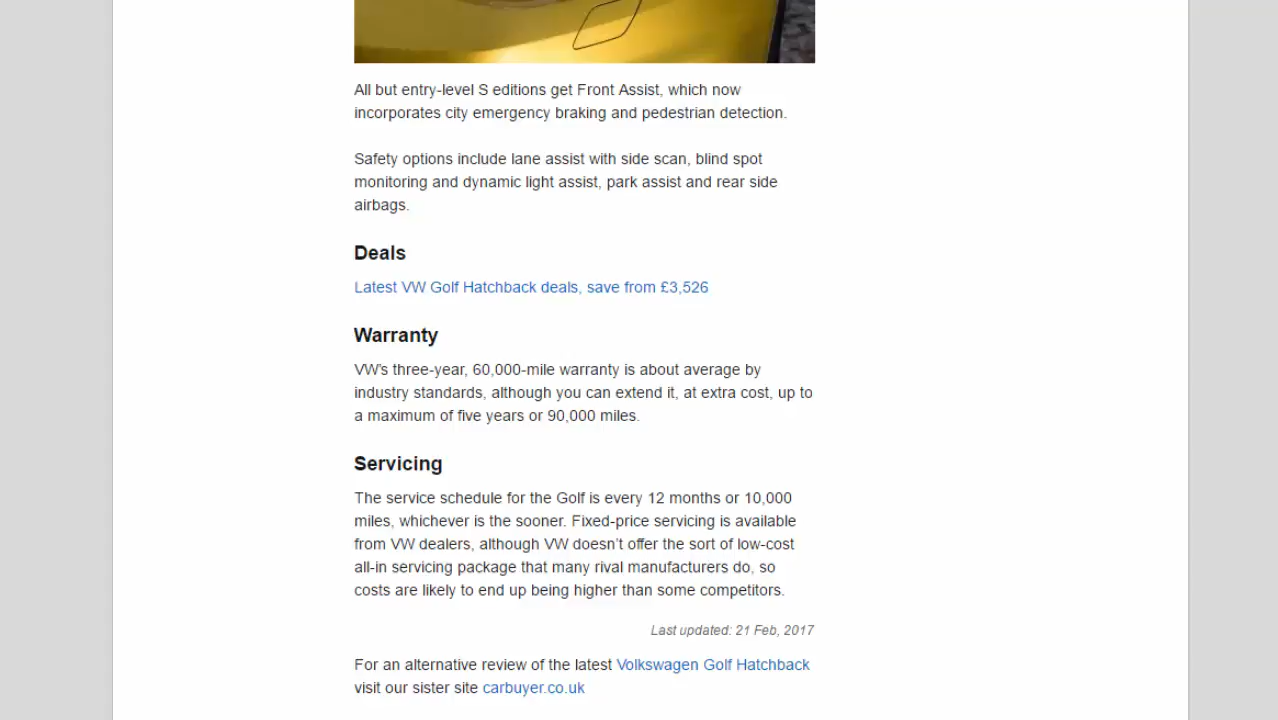 All but entry-level S editions get Front Assist, which now
incorporates city emergency braking and pedestrian detection.
Safety options include lane assist with side scan, blind spot
monitoring and dynamic light assist, park assist and rear side
airbags.
Deals
Latest VW Golf Hatchback deals, save from £3,526
Warranty
VW's three-year, 60,000-mile warranty is about average by
industry standards, although you can extend it, at extra cost, up to
a maximum of five years or 90,000 miles.
Servicing
The service schedule for the Golf is every 12 months or 10,000
miles, whichever is the sooner. Fixed-price servicing is available
from VW dealers, although VW doesn't offer the sort of low-cost
all-in servicing package that many rival manufacturers do, so
costs are likely to end up being higher than some competitors.
Last updated: 21 Feb, 2017
For an alternative review of the latest Volkswagen Golf Hatchback
visit our sister site carbuyer.co.uk